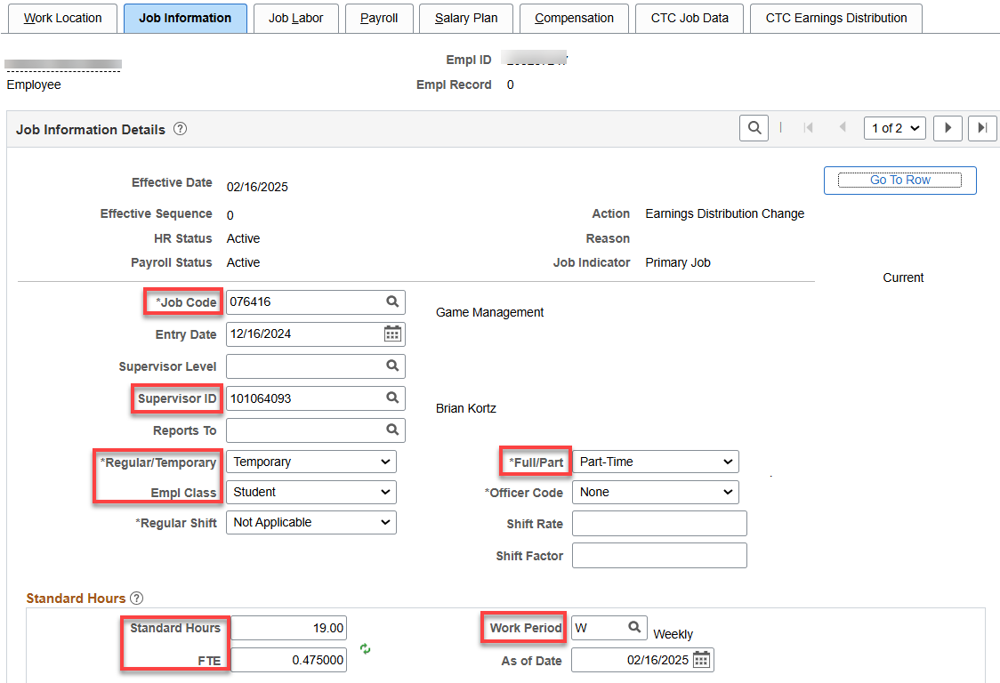 Work Location Job Information Job Labor Payroll Salary Plan Compensation CTC Job Data CTC Earnings Distribution
Empl ID
Employee Empl Record 0
Job Information Details ? 1 of 2
Effective Date 02/16/2025 Go To Row
Effective Sequence 0 Action Earnings Distribution Change
HR Status Active Reason
Payroll Status Active Job Indicator Primary Job
Current
*Job Code 076416 Game Management
Entry Date 12/16/2024
Supervisor Level
Supervisor ID 101064093 Brian Kortz
Reports To
*Regular/Temporary Temporary *Full/Part Part-Time
Empl Class Student *Officer Code None
*Regular Shift Not Applicable Shift Rate
Shift Factor
Standard Hours ?
Standard Hours 19.00 Work Period W Weekly
FTE 0.475000 As of Date 02/16/2025